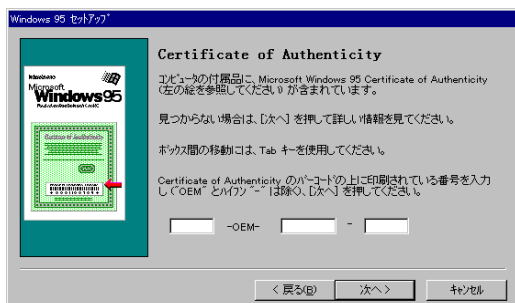 Windows 95 ｾｯﾄｱｯﾌﾟ
Certificate of Authenticity
Microsoft
Windows95
ｺﾝﾋﾟｭｰﾀの付属品に、Microsoft Windows 95 Certificate of Authenticity
(左の絵を参照してください) が含まれています。
見つからない場合は、[次へ] を押して詳しい情報を見てください。
ﾎﾞｯｸｽ間の移動には、Tab キーを使用してください。
Certificate of Authenticity のﾊﾞｰｺｰﾄﾞの上に印刷されている番号を入力
し ("OEM" とﾊｲﾌﾝ "-" は除く)、[次へ] を押してください。
-OEM- -
< 戻る(B) 次へ > ｷｬﾝｾﾙ